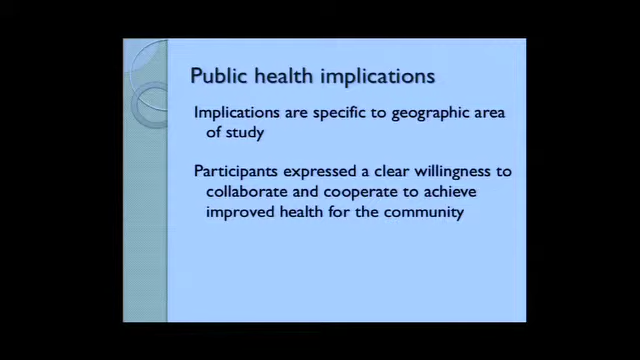 Public health implications
Implications are specific to geographic area
of study
Participants expressed a clear willingness to
collaborate and cooperate to achieve
improved health for the community